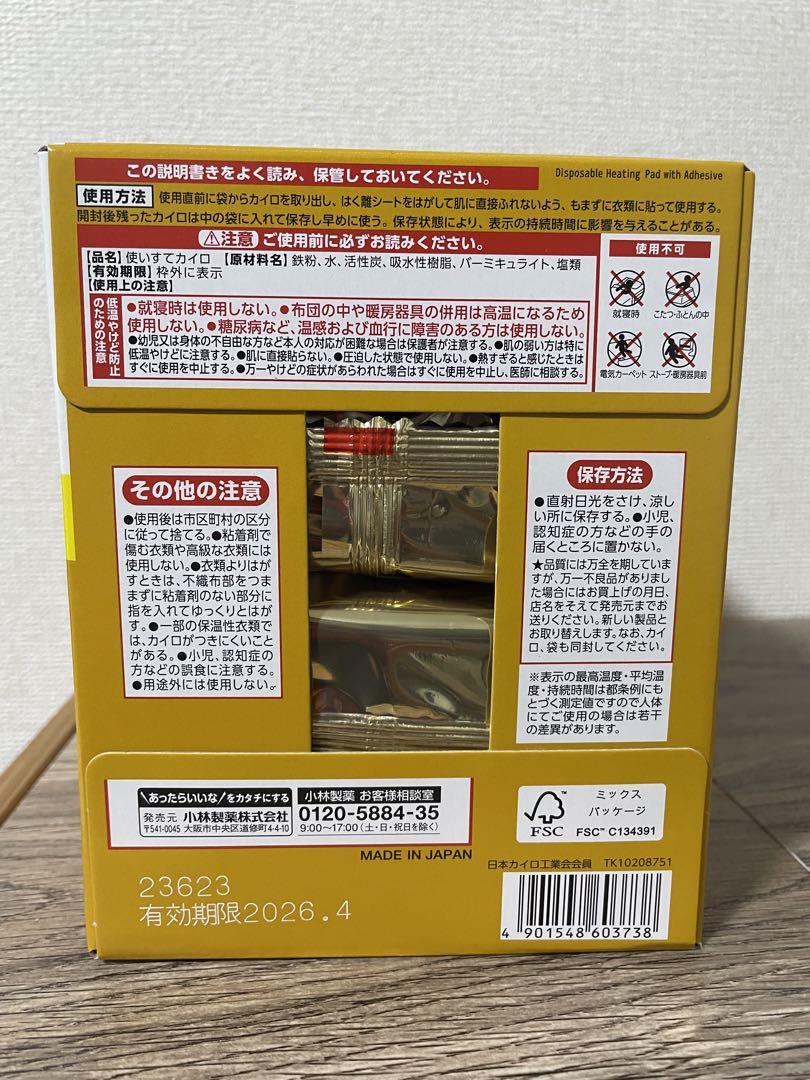 この説明書きをよく読み、保管しておいてください。
Disposable Heating Pad with Adhesive
使用方法 使用直前に袋からカイロを取り出し、はく離シートをはがして肌に直接ふれないよう、もまずに衣類に貼って使用する。
開封後残ったカイロは中の袋に入れて保存し早めに使う。保存状態により、表示の持続時間に影響を与えることがある。
⚠注意 ご使用前に必ずお読みください。
【品名】使いすてカイロ 【原材料名】鉄粉、水、活性炭、吸水性樹脂、バーミキュライト、塩類
【有効期限】枠外に表示
【使用上の注意】
低温やけど防止
のための注意
●就寝時は使用しない。●布団の中や暖房器具の併用は高温になるため
使用しない。●糖尿病など、温感および血行に障害のある方は使用しない。
●幼児又は身体の不自由な方など本人の対応が困難な場合は保護者が注意する。●肌の弱い方は特に
低温やけどに注意する。●肌に直接貼らない。●圧迫した状態で使用しない。●熱すぎると感じたときは
すぐに使用を中止する。●万一やけどの症状があらわれた場合はすぐに使用を中止し、医師に相談する。
使用不可
就寝時
こたつ・ふとんの中
電気カーペット
ストーブ・暖房器具前
その他の注意
●使用後は市区町村の区分
に従って捨てる。●粘着剤で
傷む衣類や高級な衣類には
使用しない。●衣類よりはが
すときは、不織布部をつま
まずに粘着剤のない部分に
指を入れてゆっくりとはが
す。●一部の保温性衣類で
は、カイロがつきにくいこと
がある。●小児、認知症の
方などの誤食に注意する。
●用途外には使用しない。
保存方法
●直射日光をさけ、涼し
い所に保存する。●小児、
認知症の方などの手の
届くところに置かない。
★品質には万全を期していま
すが、万一不良品がありまし
た場合にはお買上げの月日、
店名をそえて発売元までお
送りください。新しい製品と
お取り替えします。なお、カイ
ロ、袋も同封してください。
※表示の最高温度・平均温
度・持続時間は都条例にも
とづく測定値ですので人体
にてご使用の場合は若干
の差異があります。
\あったらいいな/をカタチにする
発売元 小林製薬株式会社
〒541-0045 大阪市中央区道修町4-4-10
小林製薬 お客様相談室
0120-5884-35
9:00〜17:00(土・日・祝日を除く)
MADE IN JAPAN
FSC
ミックス
パッケージ
FSC™ C134391
日本カイロ工業会会員 TK10208751
23623
有効期限2026.4
4 901548 603738